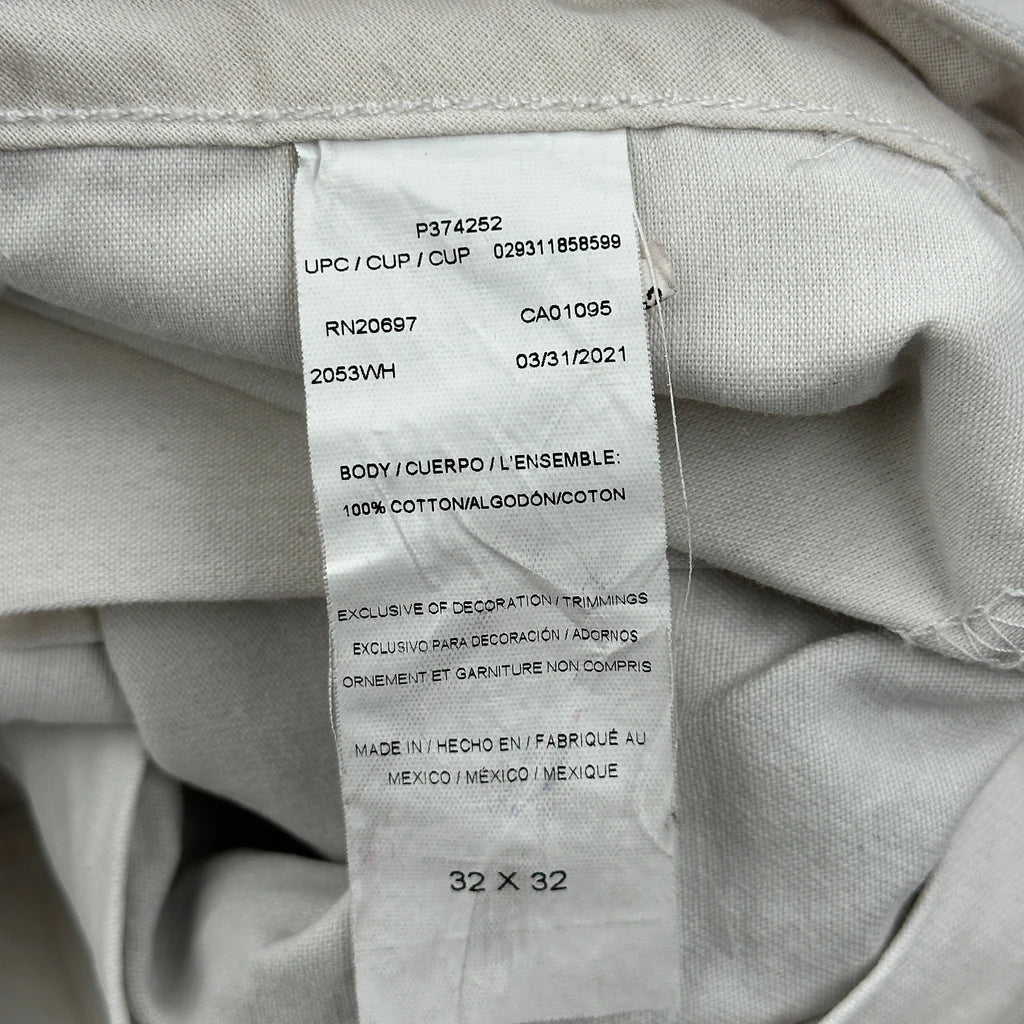 P374252
UPC / CUP / CUP 029311858599
RN20697 CA01095
2053WH 03/31/2021
BODY / CUERPO / L'ENSEMBLE:
100% COTTON/ALGODÓN/COTON
EXCLUSIVE OF DECORATION / TRIMMINGS
EXCLUSIVO PARA DECORACIÓN / ADORNOS
ORNEMENT ET GARNITURE NON COMPRIS
MADE IN / HECHO EN / FABRIQUÉ AU
MEXICO / MÉXICO / MEXIQUE
32 X 32